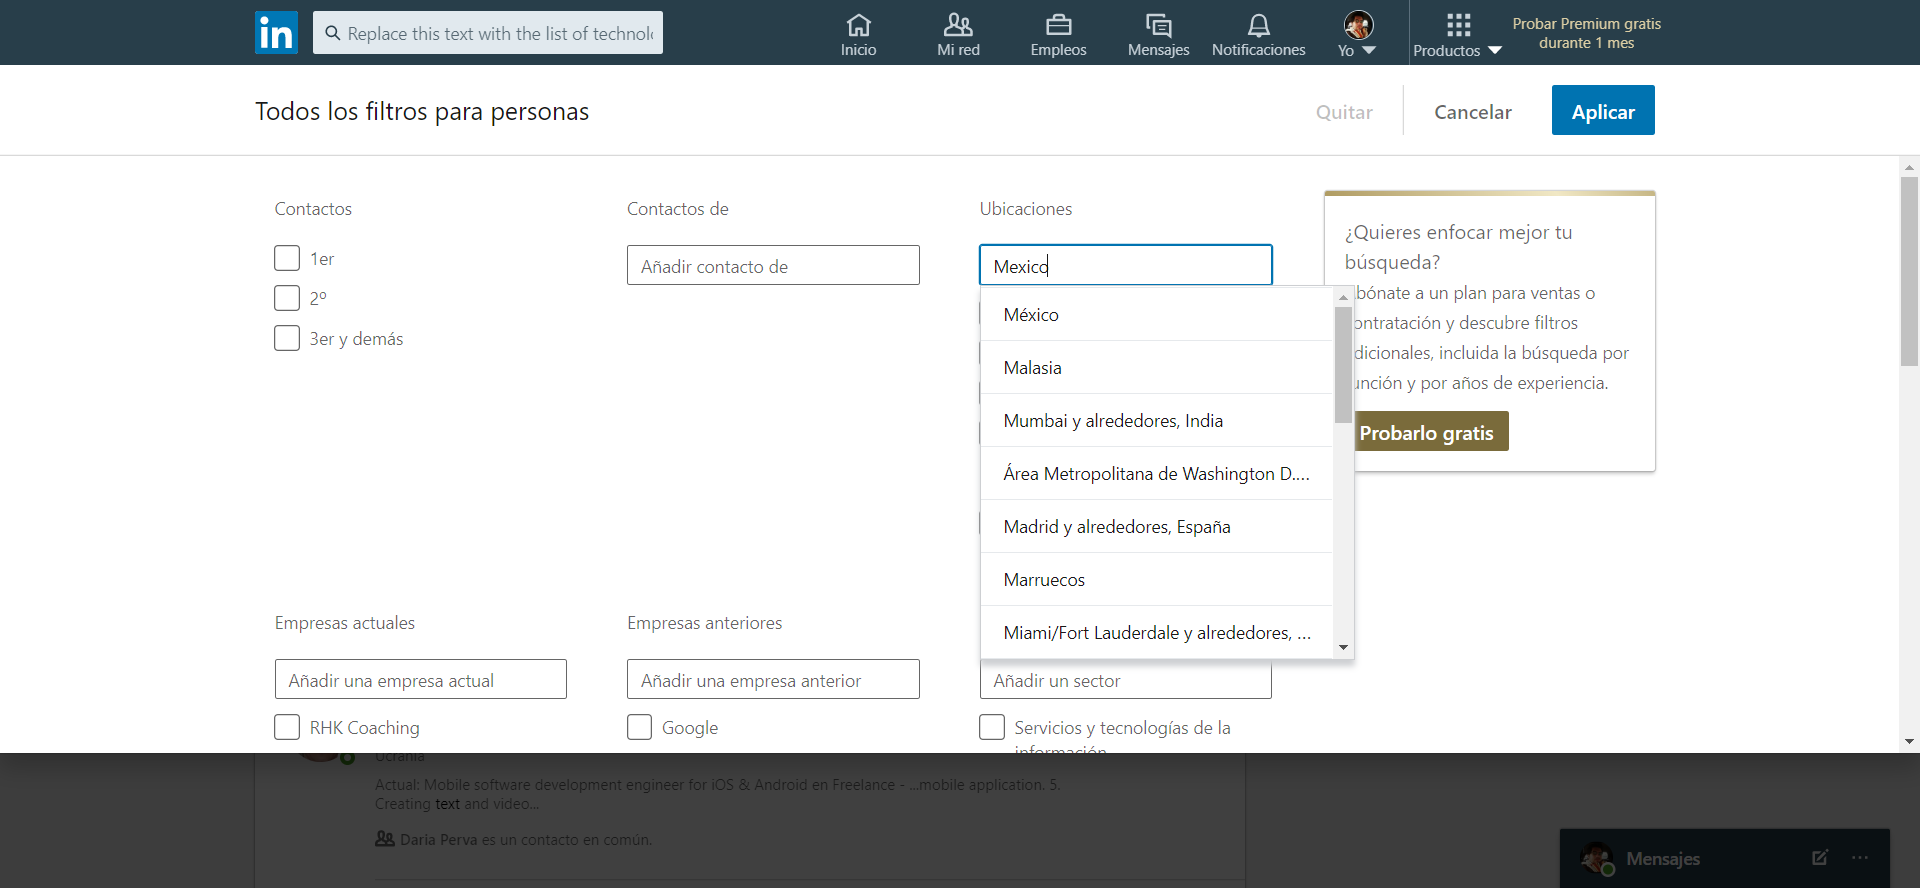 in
Replace this text with the list of technol
Inicio
Mi red
Empleos
Mensajes
Notificaciones
Yo
Productos
Probar Premium gratis
durante 1 mes
Todos los filtros para personas
Quitar
Cancelar
Aplicar
Contactos
1er
2º
3er y demás
Contactos de
Añadir contacto de
Ubicaciones
Mexico
México
Malasia
Mumbai y alrededores, India
Área Metropolitana de Washington D....
Madrid y alrededores, España
Marruecos
Miami/Fort Lauderdale y alrededores, ...
¿Quieres enfocar mejor tu
búsqueda?
bónate a un plan para ventas o
ontratación y descubre filtros
dicionales, incluida la búsqueda por
unción y por años de experiencia.
Probarlo gratis
Empresas actuales
Añadir una empresa actual
RHK Coaching
Empresas anteriores
Añadir una empresa anterior
Google
Añadir un sector
Servicios y tecnologías de la
información
Ucrania
Actual: Mobile software development engineer for iOS & Android en Freelance - ...mobile application. 5.
Creating text and video...
Daria Perva es un contacto en común.
Mensajes